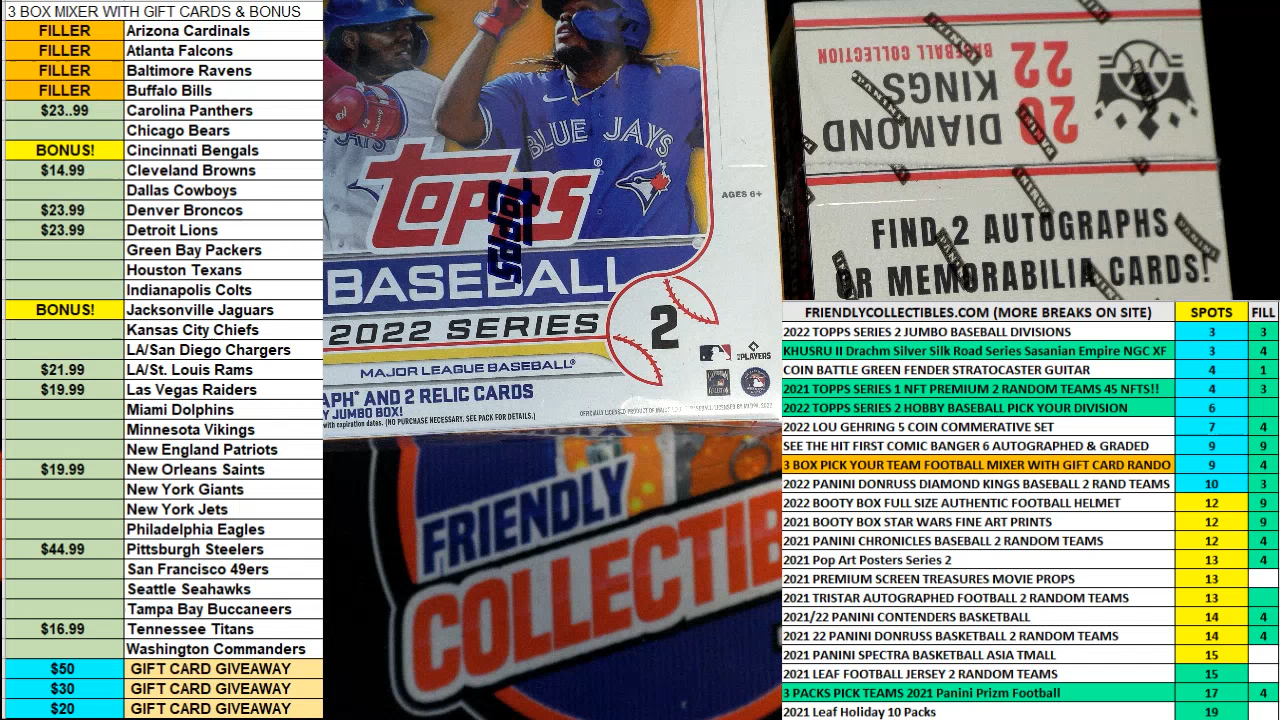 3 BOX MIXER WITH GIFT CARDS & BONUS
FILLER Arizona Cardinals
FILLER Atlanta Falcons
FILLER Baltimore Ravens
FILLER Buffalo Bills
$23..99 Carolina Panthers
Chicago Bears
BONUS! Cincinnati Bengals
$14.99 Cleveland Browns
Dallas Cowboys
$23.99 Denver Broncos
$23.99 Detroit Lions
Green Bay Packers
Houston Texans
Indianapolis Colts
BONUS! Jacksonville Jaguars
Kansas City Chiefs
LA/San Diego Chargers
$21.99 LA/St. Louis Rams
$19.99 Las Vegas Raiders
Miami Dolphins
Minnesota Vikings
New England Patriots
$19.99 New Orleans Saints
New York Giants
New York Jets
Philadelphia Eagles
$44.99 Pittsburgh Steelers
San Francisco 49ers
Seattle Seahawks
Tampa Bay Buccaneers
$16.99 Tennessee Titans
Washington Commanders
$50 GIFT CARD GIVEAWAY
$30 GIFT CARD GIVEAWAY
$20 GIFT CARD GIVEAWAY
BLUE JAYS
Topps
Topps
AGES 6+
BASEBALL
2022 SERIES 2
MAJOR LEAGUE BASEBALL
APH AND 2 RELIC CARDS
Y JUMBO BOX!
with expiration dates. (NO PURCHASE NECESSARY. SEE PACK FOR DETAILS.)
PLAYERS
FRIENDLY
COLLECTIB
2022
DIAMOND
KINGS
BASEBALL COLLECTION
PANINI
FIND 2 AUTOGRAPHS
OR MEMORABILIA CARDS!
FRIENDLYCOLLECTIBLES.COM (MORE BREAKS ON SITE) SPOTS FILL
2022 TOPPS SERIES 2 JUMBO BASEBALL DIVISIONS 3 3
KHUSRU II Drachm Silver Silk Road Series Sasanian Empire NGC XF 3 4
COIN BATTLE GREEN FENDER STRATOCASTER GUITAR 4 1
2021 TOPPS SERIES 1 NFT PREMIUM 2 RANDOM TEAMS 45 NFTS!! 4 3
2022 TOPPS SERIES 2 HOBBY BASEBALL PICK YOUR DIVISION 6
2022 LOU GEHRING 5 COIN COMMERATIVE SET 7 4
SEE THE HIT FIRST COMIC BANGER 6 AUTOGRAPHED & GRADED 9 9
3 BOX PICK YOUR TEAM FOOTBALL MIXER WITH GIFT CARD RANDO 9 4
2022 PANINI DONRUSS DIAMOND KINGS BASEBALL 2 RAND TEAMS 10 3
2022 BOOTY BOX FULL SIZE AUTHENTIC FOOTBALL HELMET 12 9
2021 BOOTY BOX STAR WARS FINE ART PRINTS 12 9
2021 PANINI CHRONICLES BASEBALL 2 RANDOM TEAMS 12 4
2021 Pop Art Posters Series 2 13 4
2021 PREMIUM SCREEN TREASURES MOVIE PROPS 13
2021 TRISTAR AUTOGRAPHED FOOTBALL 2 RANDOM TEAMS 13
2021/22 PANINI CONTENDERS BASKETBALL 14 4
2021 22 PANINI DONRUSS BASKETBALL 2 RANDOM TEAMS 14 4
2021 PANINI SPECTRA BASKETBALL ASIA TMALL 15
2021 LEAF FOOTBALL JERSEY 2 RANDOM TEAMS 15
3 PACKS PICK TEAMS 2021 Panini Prizm Football 17 4
2021 Leaf Holiday 10 Packs 19